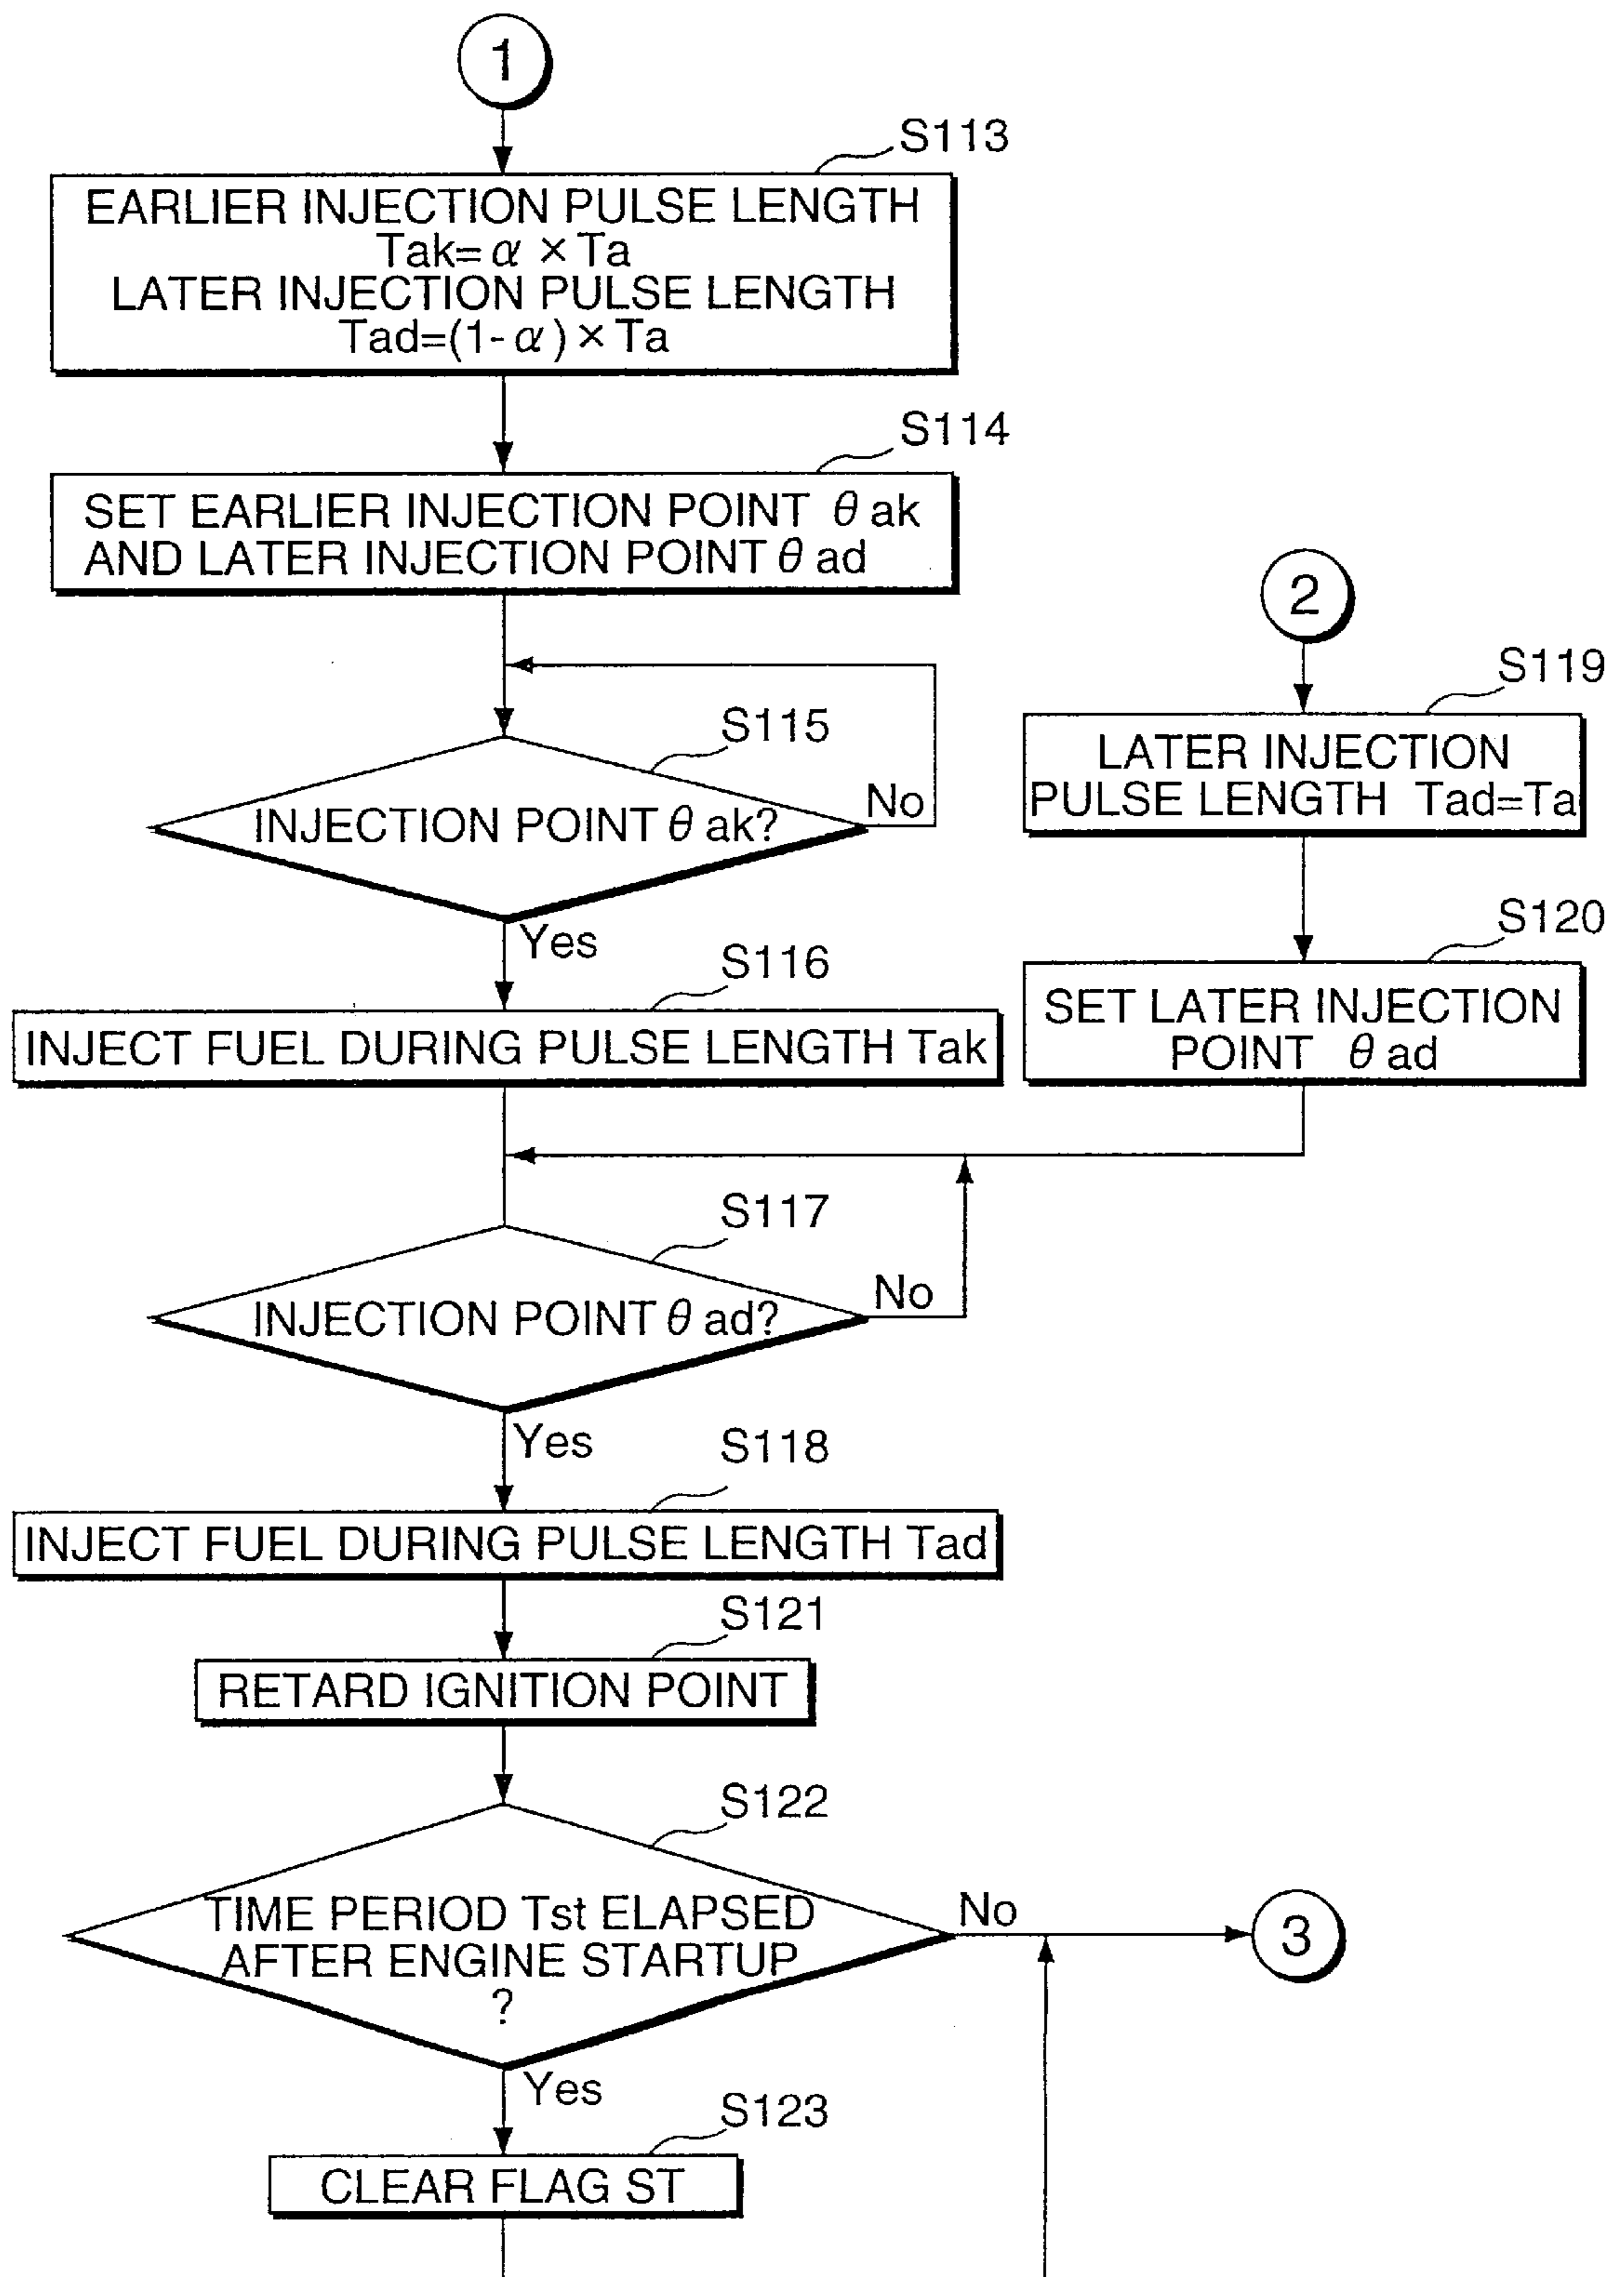 1
S113
EARLIER INJECTION PULSE LENGTH
Tak=α×Ta
LATER INJECTION PULSE LENGTH
Tad=(1-α)×Ta
S114
SET EARLIER INJECTION POINT θak
AND LATER INJECTION POINT θad
S115
INJECTION POINT θak?
No
Yes
S116
INJECT FUEL DURING PULSE LENGTH Tak
2
S119
LATER INJECTION
PULSE LENGTH Tad=Ta
S120
SET LATER INJECTION
POINT θad
S117
INJECTION POINT θad?
No
Yes
S118
INJECT FUEL DURING PULSE LENGTH Tad
S121
RETARD IGNITION POINT
S122
TIME PERIOD Tst ELAPSED
AFTER ENGINE STARTUP
?
No
3
Yes
S123
CLEAR FLAG ST